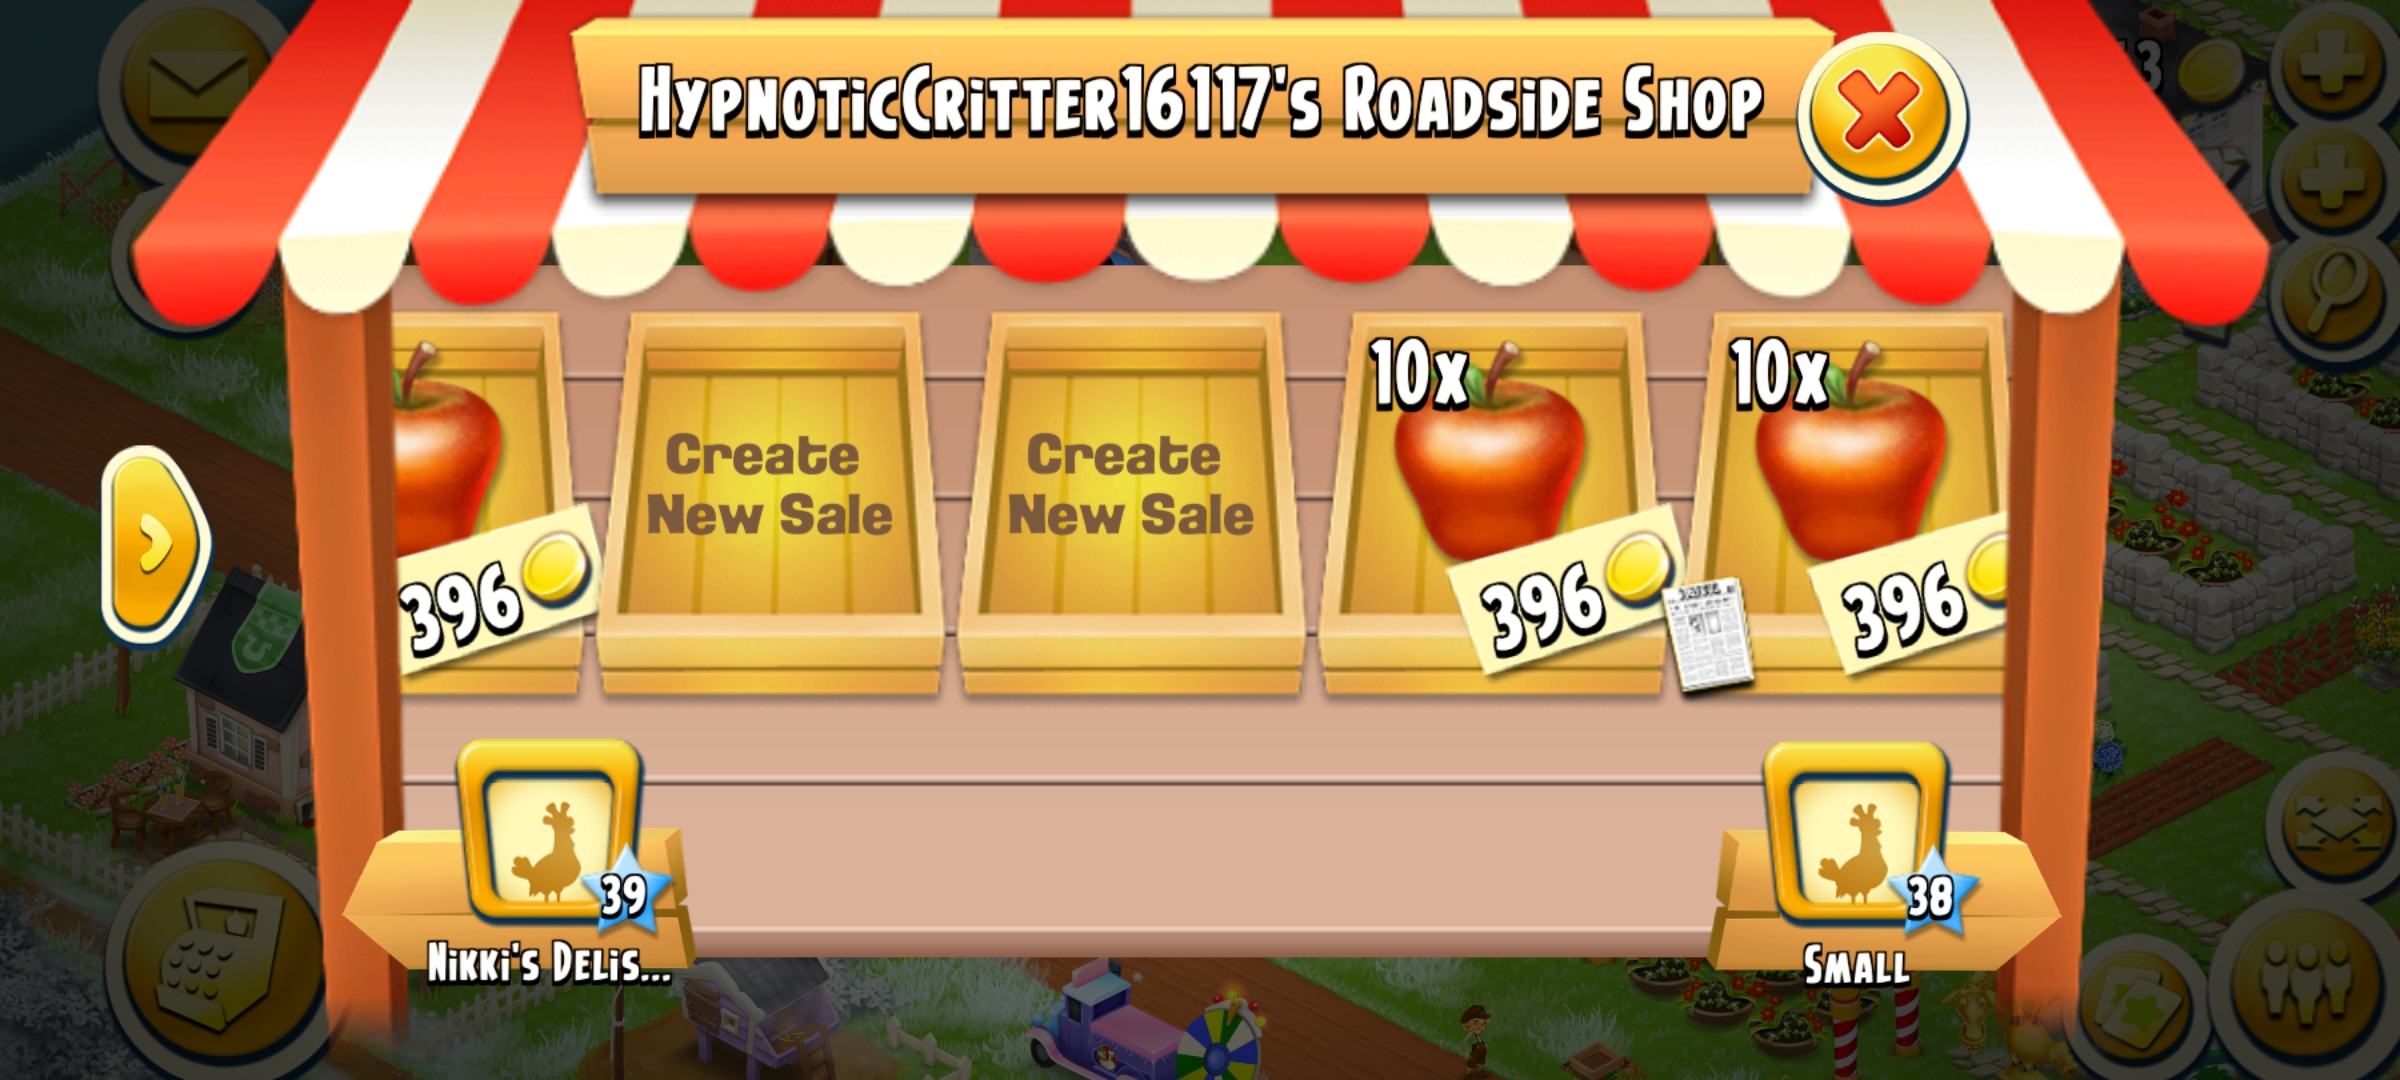 HypnoticCritter16117's Roadside Shop
396
Create
New Sale
Create
New Sale
10x
396
10x
396
39
Nikki's Delis...
38
Small